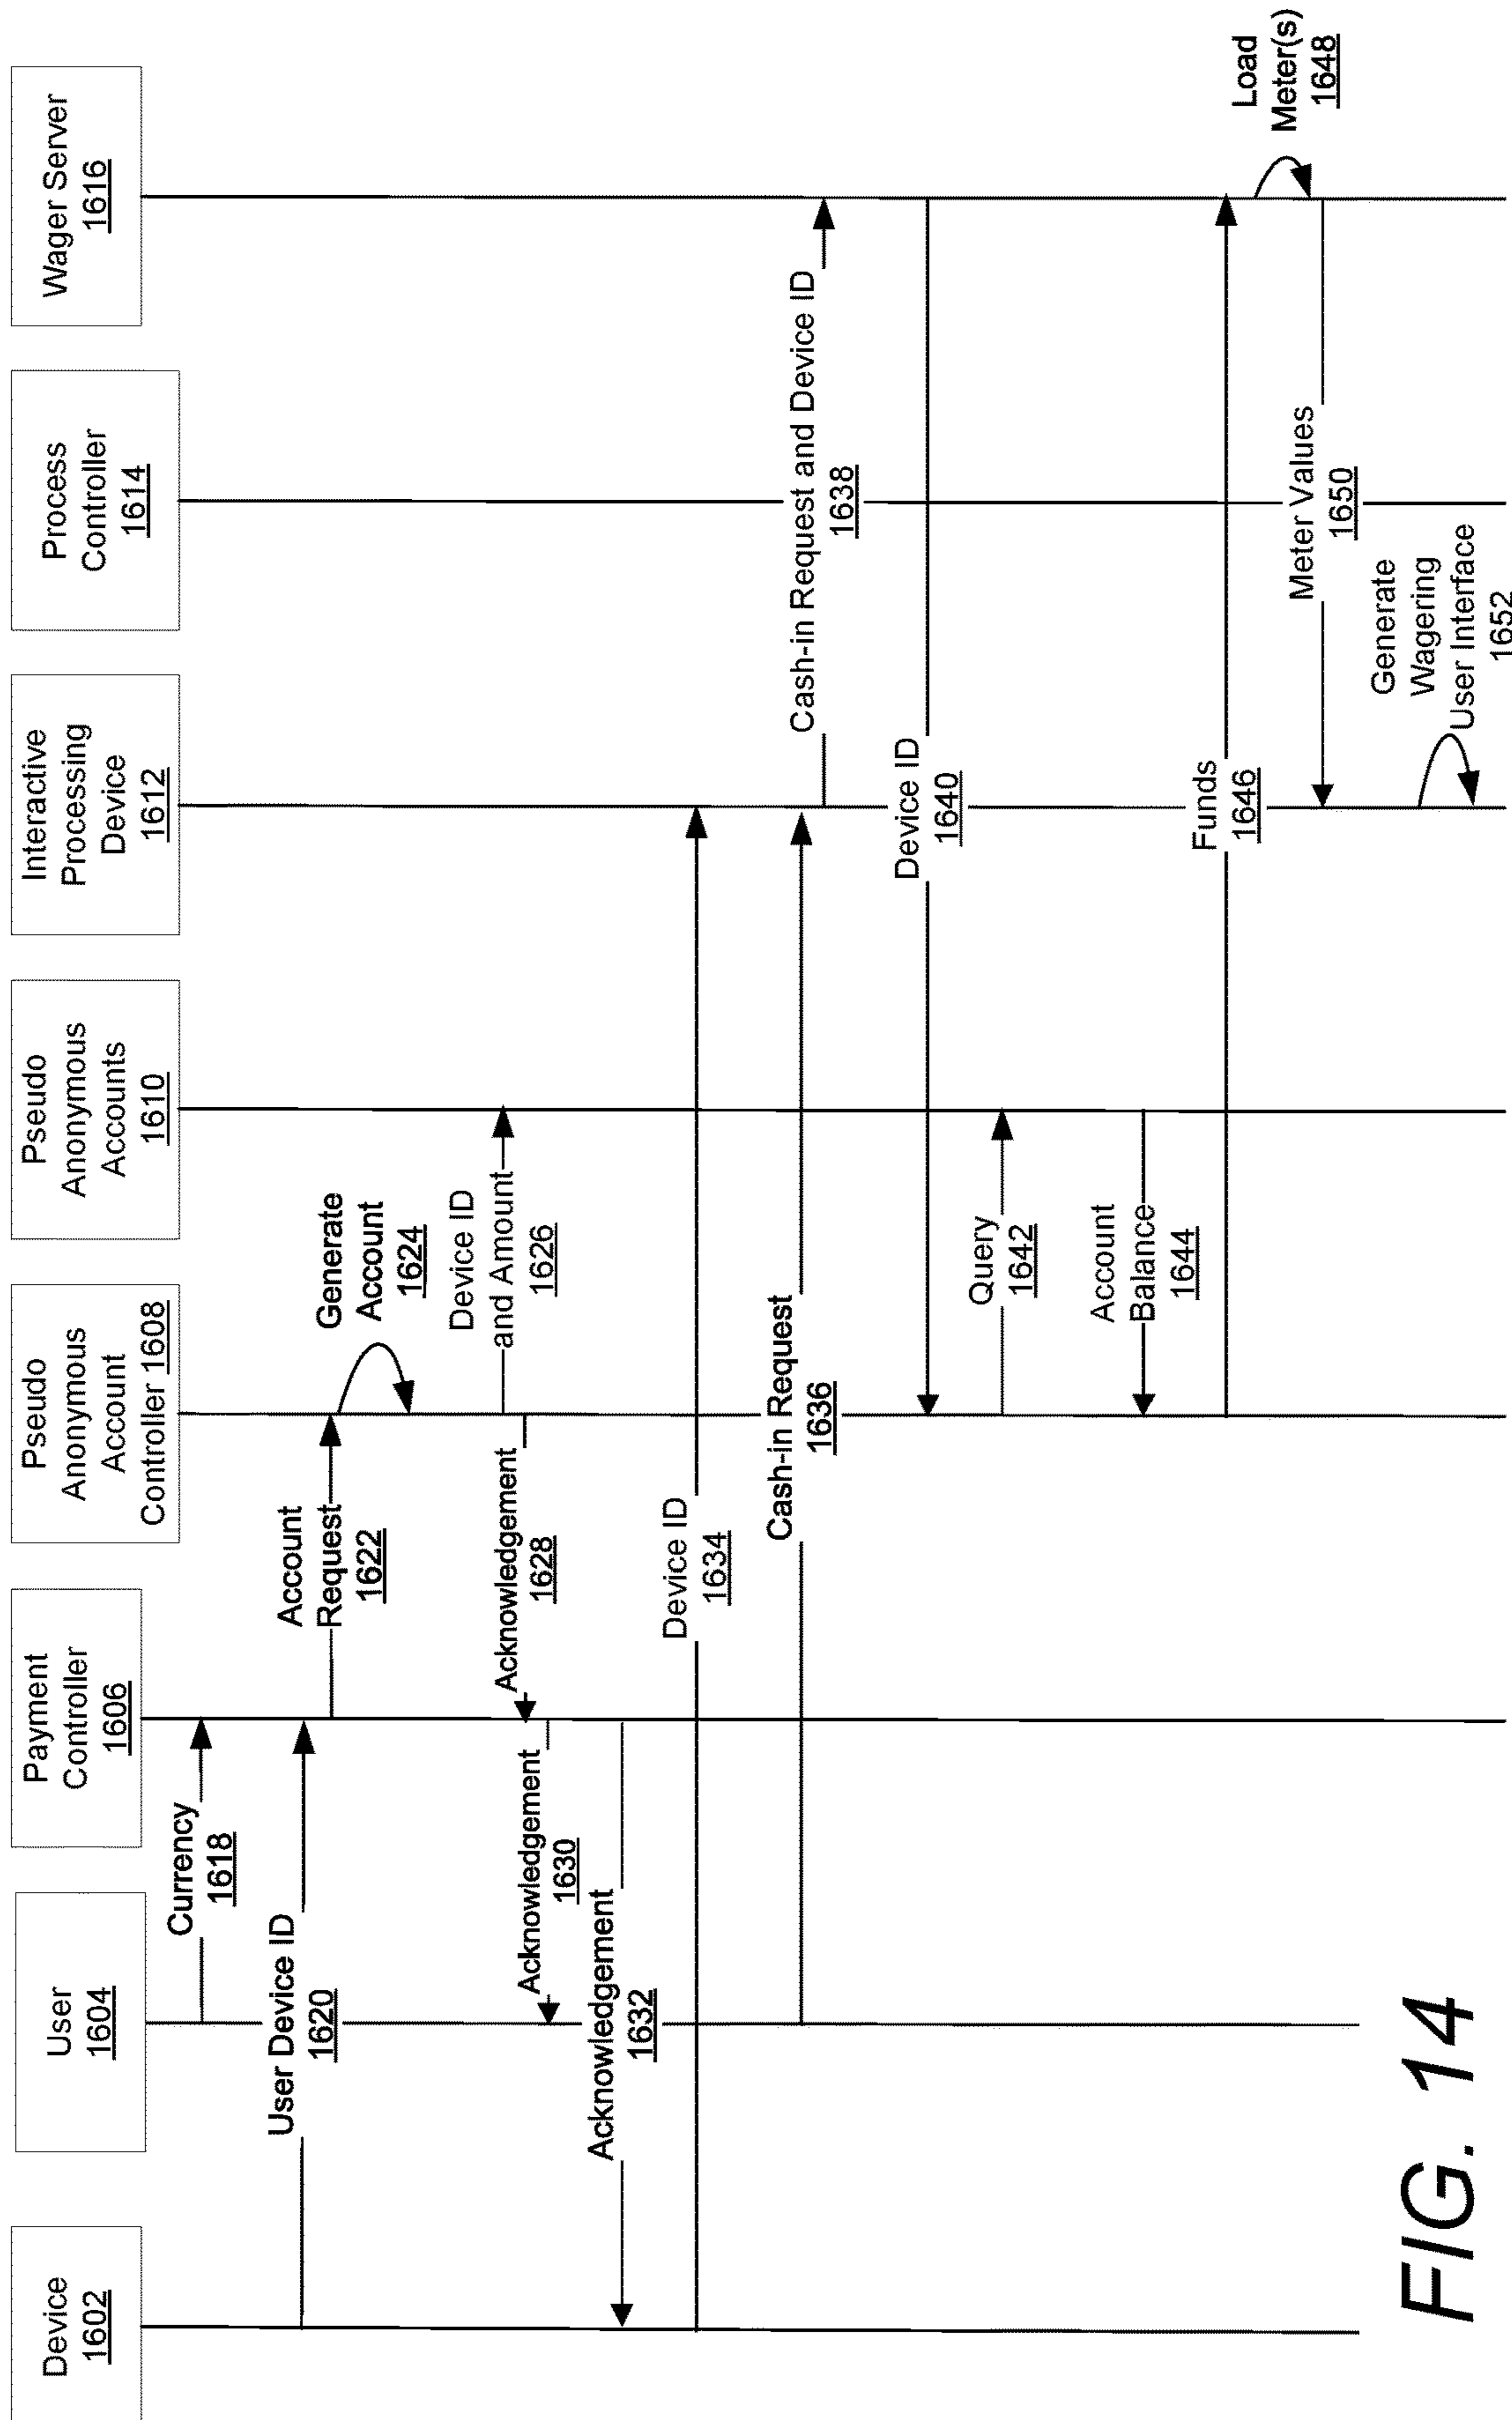 Device
1602
User
1604
Payment
Controller
1606
Pseudo
Anonymous
Account
Controller 1608
Pseudo
Anonymous
Accounts
1610
Interactive
Processing
Device
1612
Process
Controller
1614
Wager Server
1616
Currency
1618
User Device ID
1620
Account
Request
1622
Generate
Account
1624
Device ID
and Amount
1626
Acknowledgement
1628
Acknowledgement
1630
Acknowledgement
1632
Device ID
1634
Cash-in Request
1636
Cash-in Request and Device ID
1638
Device ID
1640
Query
1642
Account
Balance
1644
Funds
1646
Load
Meter(s)
1648
Meter Values
1650
Generate
Wagering
User Interface
1652
FIG. 14